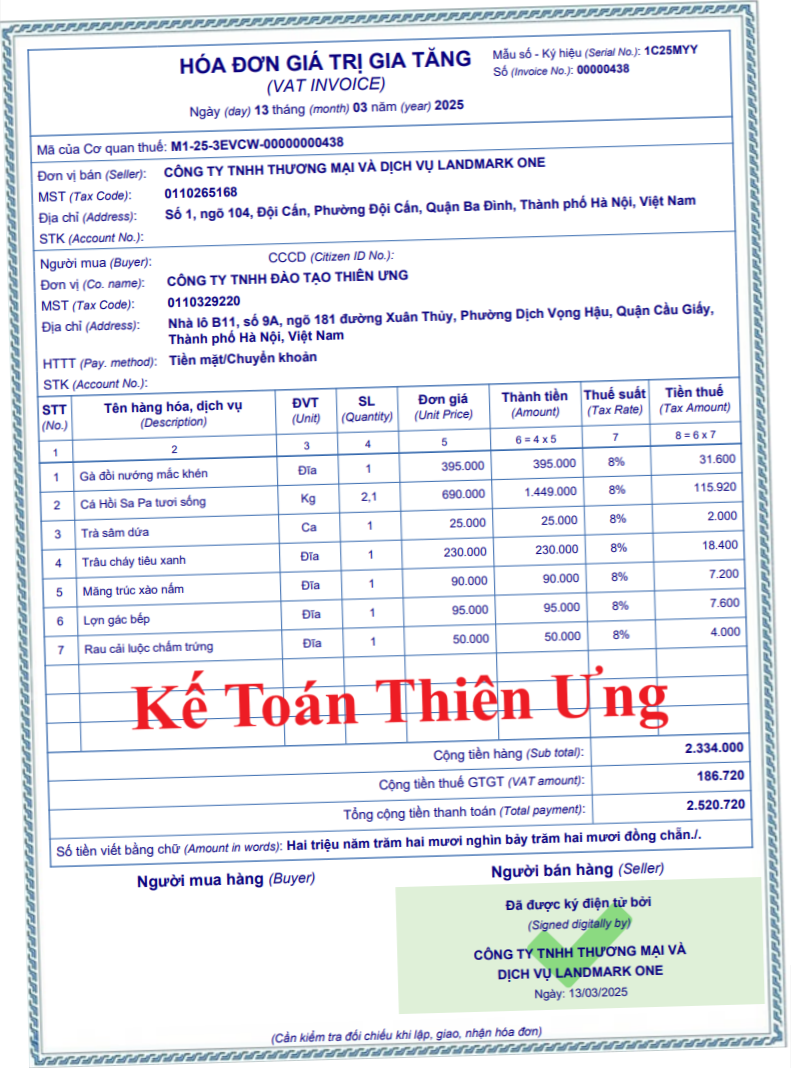 HÓA ĐƠN GIÁ TRỊ GIA TĂNG
(VAT INVOICE)
Ngày (day) 13 tháng (month) 03 năm (year) 2025
Mẫu số - Ký hiệu (Serial No.): 1C25MYY
Số (Invoice No.): 00000438
Mã của Cơ quan thuế: M1-25-3EVCW-00000000438
Đơn vị bán (Seller): CÔNG TY TNHH THƯƠNG MẠI VÀ DỊCH VỤ LANDMARK ONE
MST (Tax Code): 0110265168
Địa chỉ (Address): Số 1, ngõ 104, Đội Cấn, Phường Đội Cấn, Quận Ba Đình, Thành phố Hà Nội, Việt Nam
STK (Account No.):
Người mua (Buyer): CCCD (Citizen ID No.):
Đơn vị (Co. name): CÔNG TY TNHH ĐÀO TẠO THIÊN ƯNG
MST (Tax Code): 0110329220
Địa chỉ (Address): Nhà lô B11, số 9A, ngõ 181 đường Xuân Thủy, Phường Dịch Vọng Hậu, Quận Cầu Giấy,
Thành phố Hà Nội, Việt Nam
HTTT (Pay. method): Tiền mặt/Chuyển khoản
STK (Account No.):
STT Tên hàng hóa, dịch vụ ĐVT SL Đơn giá Thành tiền Thuế suất Tiền thuế
(No.) (Description) (Unit) (Quantity) (Unit Price) (Amount) (Tax Rate) (Tax Amount)
1 2 3 4 5 6 = 4 x 5 7 8 = 6 x 7
1 Gà đồi nướng mắc khén Đĩa 1 395.000 395.000 8% 31.600
2 Cá Hồi Sa Pa tươi sống Kg 2,1 690.000 1.449.000 8% 115.920
3 Trà sâm dứa Ca 1 25.000 25.000 8% 2.000
4 Trâu cháy tiêu xanh Đĩa 1 230.000 230.000 8% 18.400
5 Măng trúc xào nấm Đĩa 1 90.000 90.000 8% 7.200
6 Lợn gác bếp Đĩa 1 95.000 95.000 8% 7.600
7 Rau cải luộc chấm trứng Đĩa 1 50.000 50.000 8% 4.000
Kế Toán Thiên Ưng
Cộng tiền hàng (Sub total): 2.334.000
Cộng tiền thuế GTGT (VAT amount): 186.720
Tổng cộng tiền thanh toán (Total payment): 2.520.720
Số tiền viết bằng chữ (Amount in words): Hai triệu năm trăm hai mươi nghìn bảy trăm hai mươi đồng chẵn./.
Người mua hàng (Buyer) Người bán hàng (Seller)
Đã được ký điện tử bởi
(Signed digitally by)
CÔNG TY TNHH THƯƠNG MẠI VÀ
DỊCH VỤ LANDMARK ONE
Ngày: 13/03/2025
(Cần kiểm tra đối chiếu khi lập, giao, nhận hóa đơn)